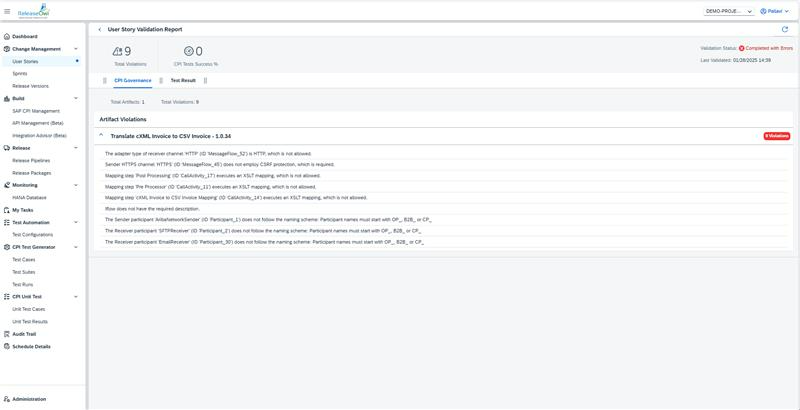 ReleaseOwl
DEMO-PROJE...
Pallavi
Dashboard
Change Management
User Stories
Sprints
Release Versions
Build
SAP CPI Management
API Management (Beta)
Integration Advisor (Beta)
Release
Release Pipelines
Release Packages
Monitoring
HANA Database
My Tasks
Test Automation
Test Configurations
CPI Test Generator
Test Cases
Test Suites
Test Runs
CPI Unit Test
Unit Test Cases
Unit Test Results
Audit Trail
Schedule Details
Administration
User Story Validation Report
9
Total Violations
0
CPI Tests Success %
Validation Status: Completed with Errors
Last Validated: 01/28/2025 14:39
CPI Governance
Test Result
Total Artifacts: 1 Total Violations: 9
Artifact Violations
Translate cXML Invoice to CSV Invoice - 1.0.34
9 Violations
The adapter type of receiver channel 'HTTP' (ID 'MessageFlow_52') is HTTP, which is not allowed.
Sender HTTPS channel 'HTTPS' (ID 'MessageFlow_45') does not employ CSRF protection, which is required.
Mapping step 'Post Processing' (ID 'CallActivity_17') executes an XSLT mapping, which is not allowed.
Mapping step 'Pre Processor' (ID 'CallActivity_11') executes an XSLT mapping, which is not allowed.
Mapping step 'cXML Invoice to CSV Invoice Mapping' (ID 'CallActivity_14') executes an XSLT mapping, which is not allowed.
Iflow does not have the required description.
The Sender participant 'AribaNetworkSender' (ID 'Participant_1') does not follow the naming scheme: Participant names must start with OP_, B2B_ or CP_
The Receiver participant 'SFTPReceiver' (ID 'Participant_2') does not follow the naming scheme: Participant names must start with OP_, B2B_ or CP_
The Receiver participant 'EmailReceiver' (ID 'Participant_30') does not follow the naming scheme: Participant names must start with OP_, B2B_ or CP_